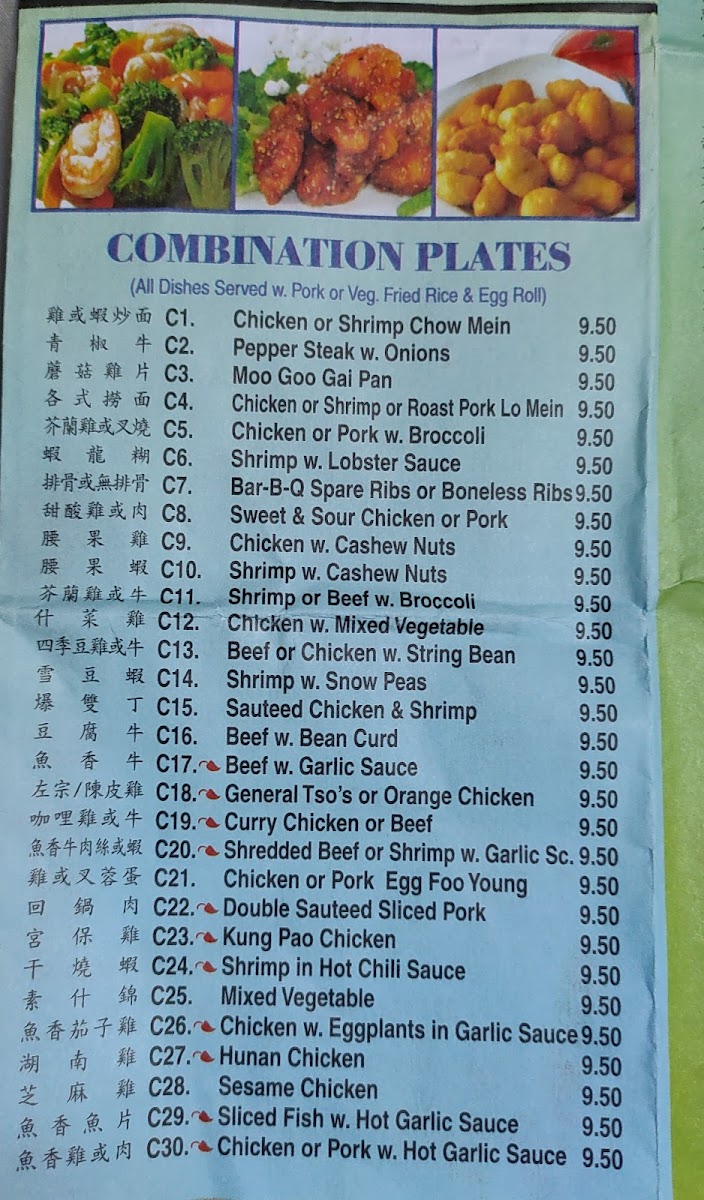 COMBINATION PLATES
(All Dishes Served w. Pork or Veg. Fried Rice & Egg Roll)
雞或蝦炒面 C1. Chicken or Shrimp Chow Mein 9.50
青椒牛 C2. Pepper Steak w. Onions 9.50
蘑菇雞片 C3. Moo Goo Gai Pan 9.50
各式撈面 C4. Chicken or Shrimp or Roast Pork Lo Mein 9.50
芥蘭雞或叉燒 C5. Chicken or Pork w. Broccoli 9.50
蝦龍糊 C6. Shrimp w. Lobster Sauce 9.50
排骨或無排骨 C7. Bar-B-Q Spare Ribs or Boneless Ribs 9.50
甜酸雞或肉 C8. Sweet & Sour Chicken or Pork 9.50
腰果雞 C9. Chicken w. Cashew Nuts 9.50
腰果蝦 C10. Shrimp w. Cashew Nuts 9.50
芥蘭雞或牛 C11. Shrimp or Beef w. Broccoli 9.50
什菜雞 C12. Chicken w. Mixed Vegetable 9.50
四季豆雞或牛 C13. Beef or Chicken w. String Bean 9.50
雪豆蝦 C14. Shrimp w. Snow Peas 9.50
爆雙丁 C15. Sauteed Chicken & Shrimp 9.50
豆腐牛 C16. Beef w. Bean Curd 9.50
魚香牛 C17. Beef w. Garlic Sauce 9.50
左宗/陳皮雞 C18. General Tso's or Orange Chicken 9.50
咖哩雞或牛 C19. Curry Chicken or Beef 9.50
魚香牛肉絲或蝦 C20. Shredded Beef or Shrimp w. Garlic Sc. 9.50
雞或叉蓉蛋 C21. Chicken or Pork Egg Foo Young 9.50
回鍋肉 C22. Double Sauteed Sliced Pork 9.50
宮保雞 C23. Kung Pao Chicken 9.50
干燒蝦 C24. Shrimp in Hot Chili Sauce 9.50
素什錦 C25. Mixed Vegetable 9.50
魚香茄子雞 C26. Chicken w. Eggplants in Garlic Sauce 9.50
湖南雞 C27. Hunan Chicken 9.50
芝麻雞 C28. Sesame Chicken 9.50
魚香魚片 C29. Sliced Fish w. Hot Garlic Sauce 9.50
魚香雞或肉 C30. Chicken or Pork w. Hot Garlic Sauce 9.50